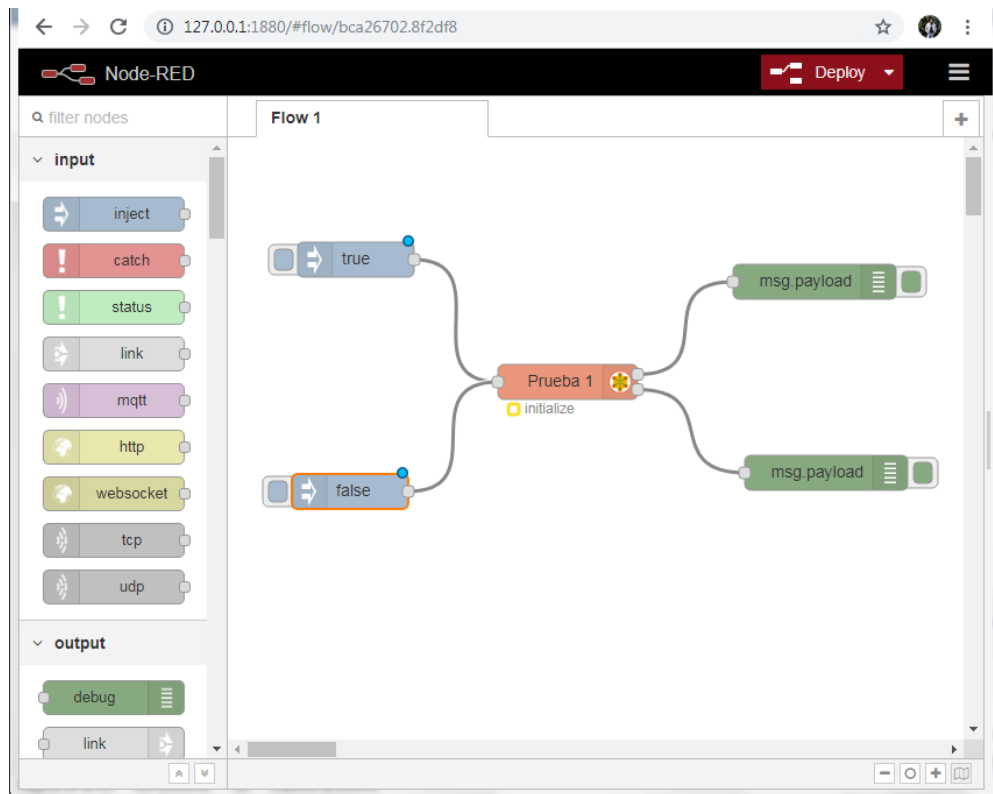 127.0.0.1:1880/#flow/bca26702.8f2df8
Node-RED
Deploy
filter nodes
Flow 1
input
inject
catch
status
link
mqtt
http
websocket
tcp
udp
output
debug
link
true
false
Prueba 1
initialize
msg.payload
msg.payload